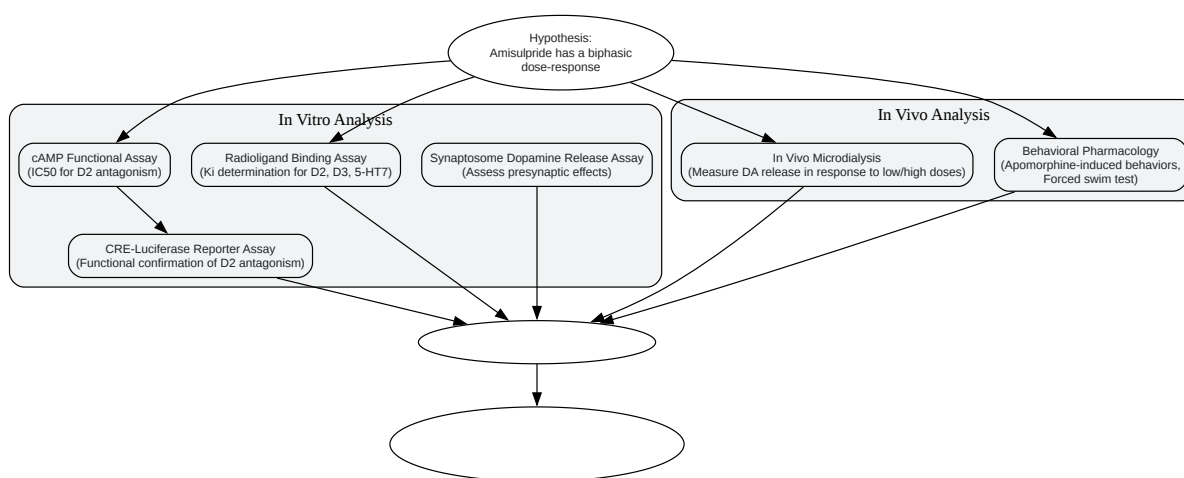 Hypothesis:
Amisulpride has a biphasic
dose-response
In Vitro Analysis
cAMP Functional Assay
(IC50 for D2 antagonism)
Radioligand Binding Assay
(Ki determination for D2, D3, 5-HT7)
Synaptosome Dopamine Release Assay
(Assess presynaptic effects)
CRE-Luciferase Reporter Assay
(Functional confirmation of D2 antagonism)
In Vivo Analysis
In Vivo Microdialysis
(Measure DA release in response to low/high doses)
Behavioral Pharmacology
(Apomorphine-induced behaviors,
Forced swim test)